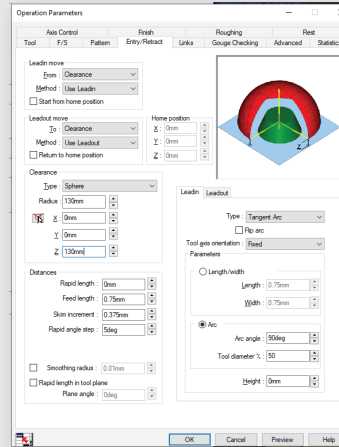 Operation Parameters
Axis Control Finish Roughing Rest
Tool F/S Pattern Entry/Retract Links Gouge Checking Advanced Statistic
Leadin move
From : Clearance
Method : Use Leadin
Start from home position
Leadout move
To : Clearance
Method : Use Leadout
Return to home position
Home position
X : 0mm
Y : 0mm
Z : 0mm
Clearance
Type : Sphere
Radius : 130mm
X : 0mm
Y : 0mm
Z : 130mm
Distances
Rapid length : 0mm
Feed length : 0.75mm
Skim increment : 0.375mm
Rapid angle step : 5deg
Smoothing radius : 0.01mm
Rapid length in tool plane
Plane angle : 0deg
Z
Leadin Leadout
Type : Tangent Arc
Flip arc
Tool axis orientation : Fixed
Parameters
Length/width
Length : 0.75mm
Width : 0.75mm
Arc
Arc angle : 90deg
Tool diameter % : 50
Height : 0mm
OK Cancel Preview Help